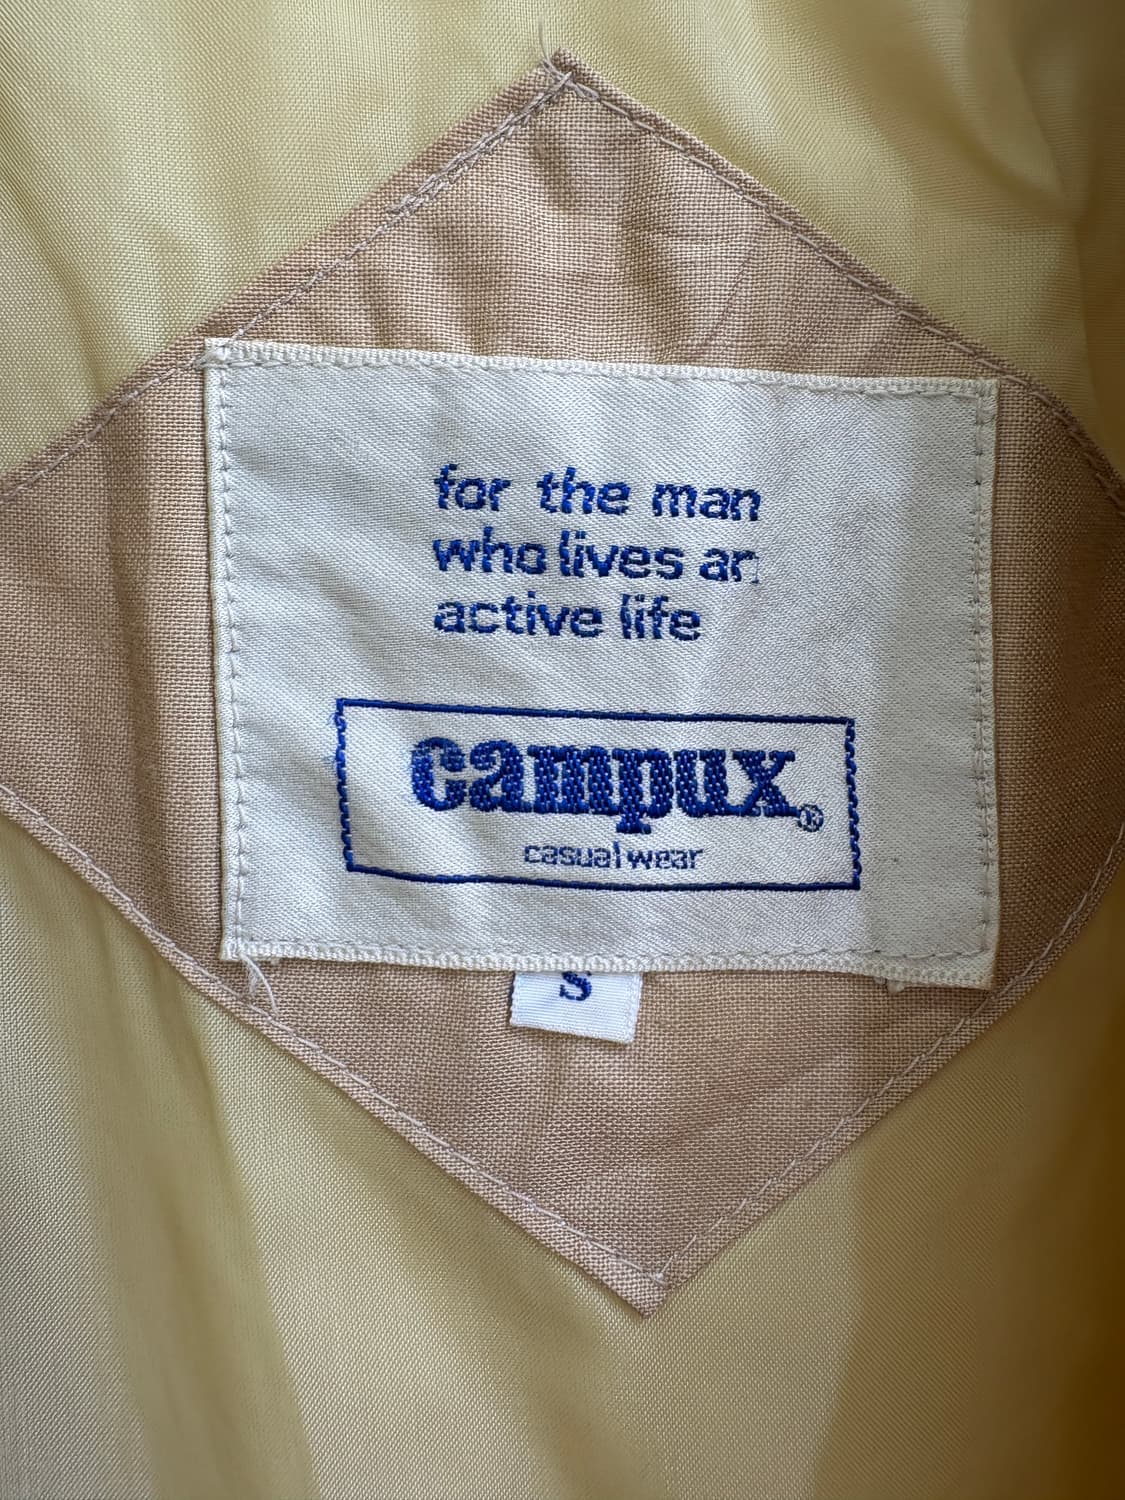 for the man
who lives an
active life
campux®
casual wear
S